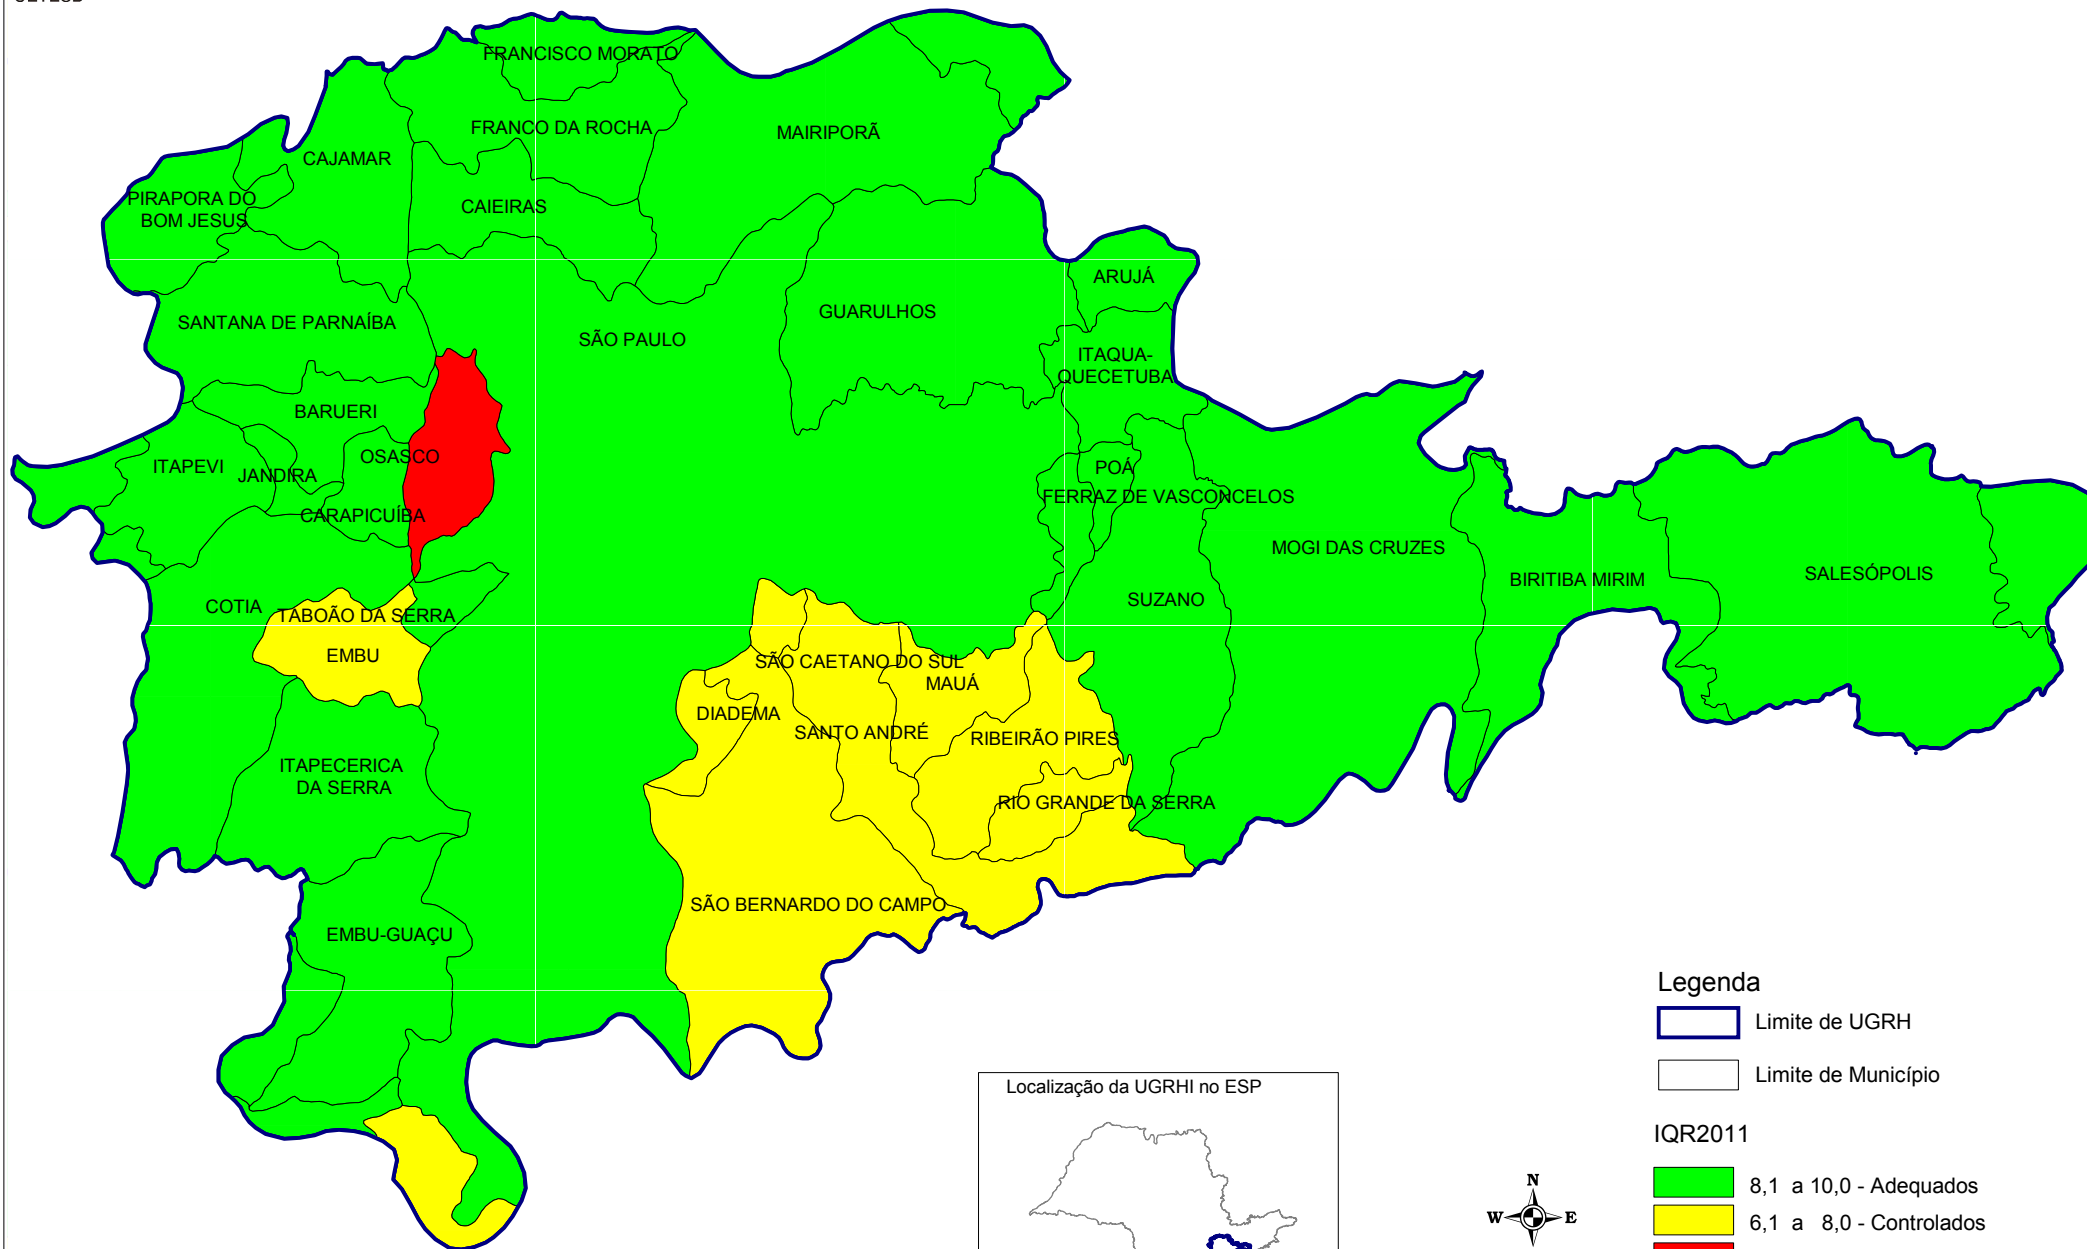 FRANCISCO MORATO
FRANCO DA ROCHA
MAIRIPORÃ
CAJAMAR
PIRAPORA DO
BOM JESUS
CAIEIRAS
ARUJÁ
GUARULHOS
SANTANA DE PARNAÍBA
SÃO PAULO
ITAQUA-
QUECETUBA
BARUERI
OSASCO
ITAPEVI
JANDIRA
POÁ
FERRAZ DE VASCONCELOS
CARAPICUÍBA
MOGI DAS CRUZES
BIRITIBA MIRIM
SALESÓPOLIS
SUZANO
COTIA
TABOÃO DA SERRA
EMBU
SÃO CAETANO DO SUL
MAUÁ
DIADEMA
SANTO ANDRÉ
RIBEIRÃO PIRES
ITAPECERICA
DA SERRA
RIO GRANDE DA SERRA
SÃO BERNARDO DO CAMPO
EMBU-GUAÇU
Legenda
Limite de UGRH
Limite de Município
IQR2011
8,1 a 10,0 - Adequados
6,1 a 8,0 - Controlados
Localização da UGRHI no ESP
N
W E